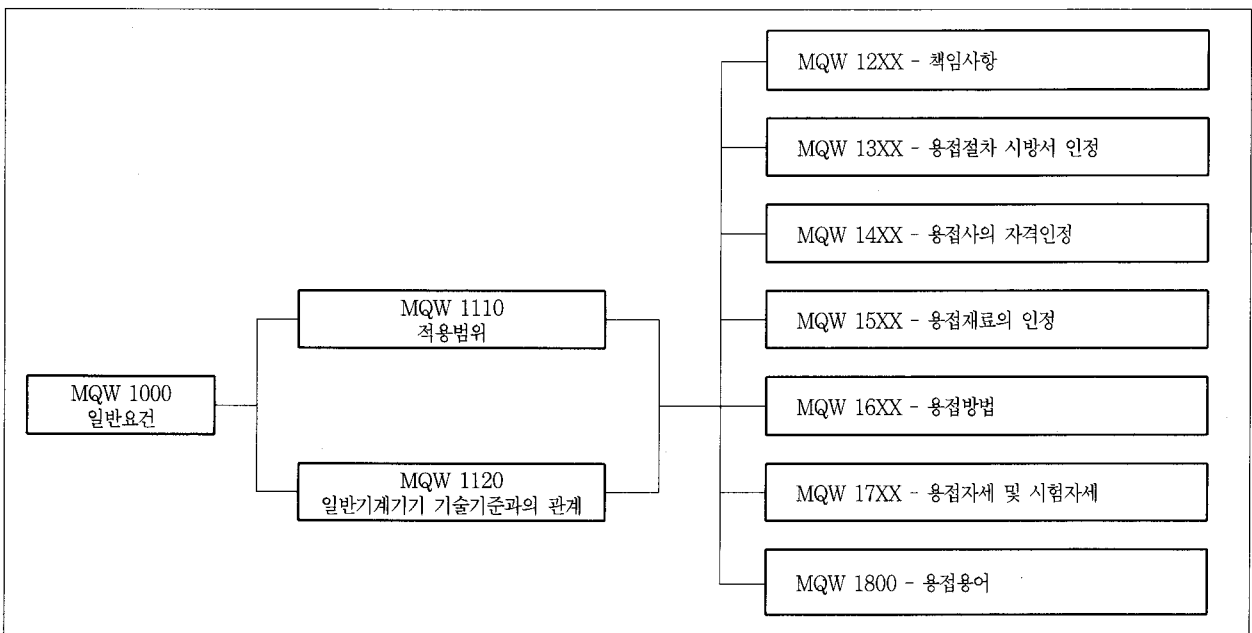 MQW 1000
일반요건
MQW 1110
적용범위
MQW 1120
일반기계기기 기술기준과의 관계
MQW 12XX - 책임사항
MQW 13XX - 용접절차 시방서 인정
MQW 14XX - 용접사의 자격인정
MQW 15XX - 용접재료의 인정
MQW 16XX - 용접방법
MQW 17XX - 용접자세 및 시험자세
MQW 1800 - 용접용어